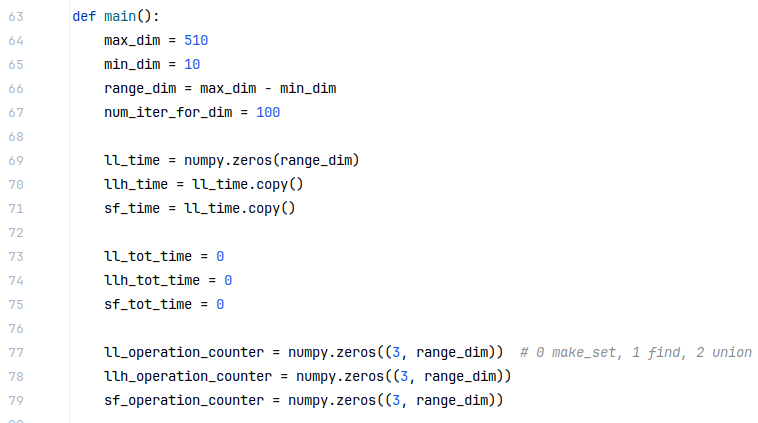 63 def main():
64     max_dim = 510
65     min_dim = 10
66     range_dim = max_dim - min_dim
67     num_iter_for_dim = 100
68
69     ll_time = numpy.zeros(range_dim)
70     llh_time = ll_time.copy()
71     sf_time = ll_time.copy()
72
73     ll_tot_time = 0
74     llh_tot_time = 0
75     sf_tot_time = 0
76
77     ll_operation_counter = numpy.zeros((3, range_dim))  # 0 make_set, 1 find, 2 union
78     llh_operation_counter = numpy.zeros((3, range_dim))
79     sf_operation_counter = numpy.zeros((3, range_dim))